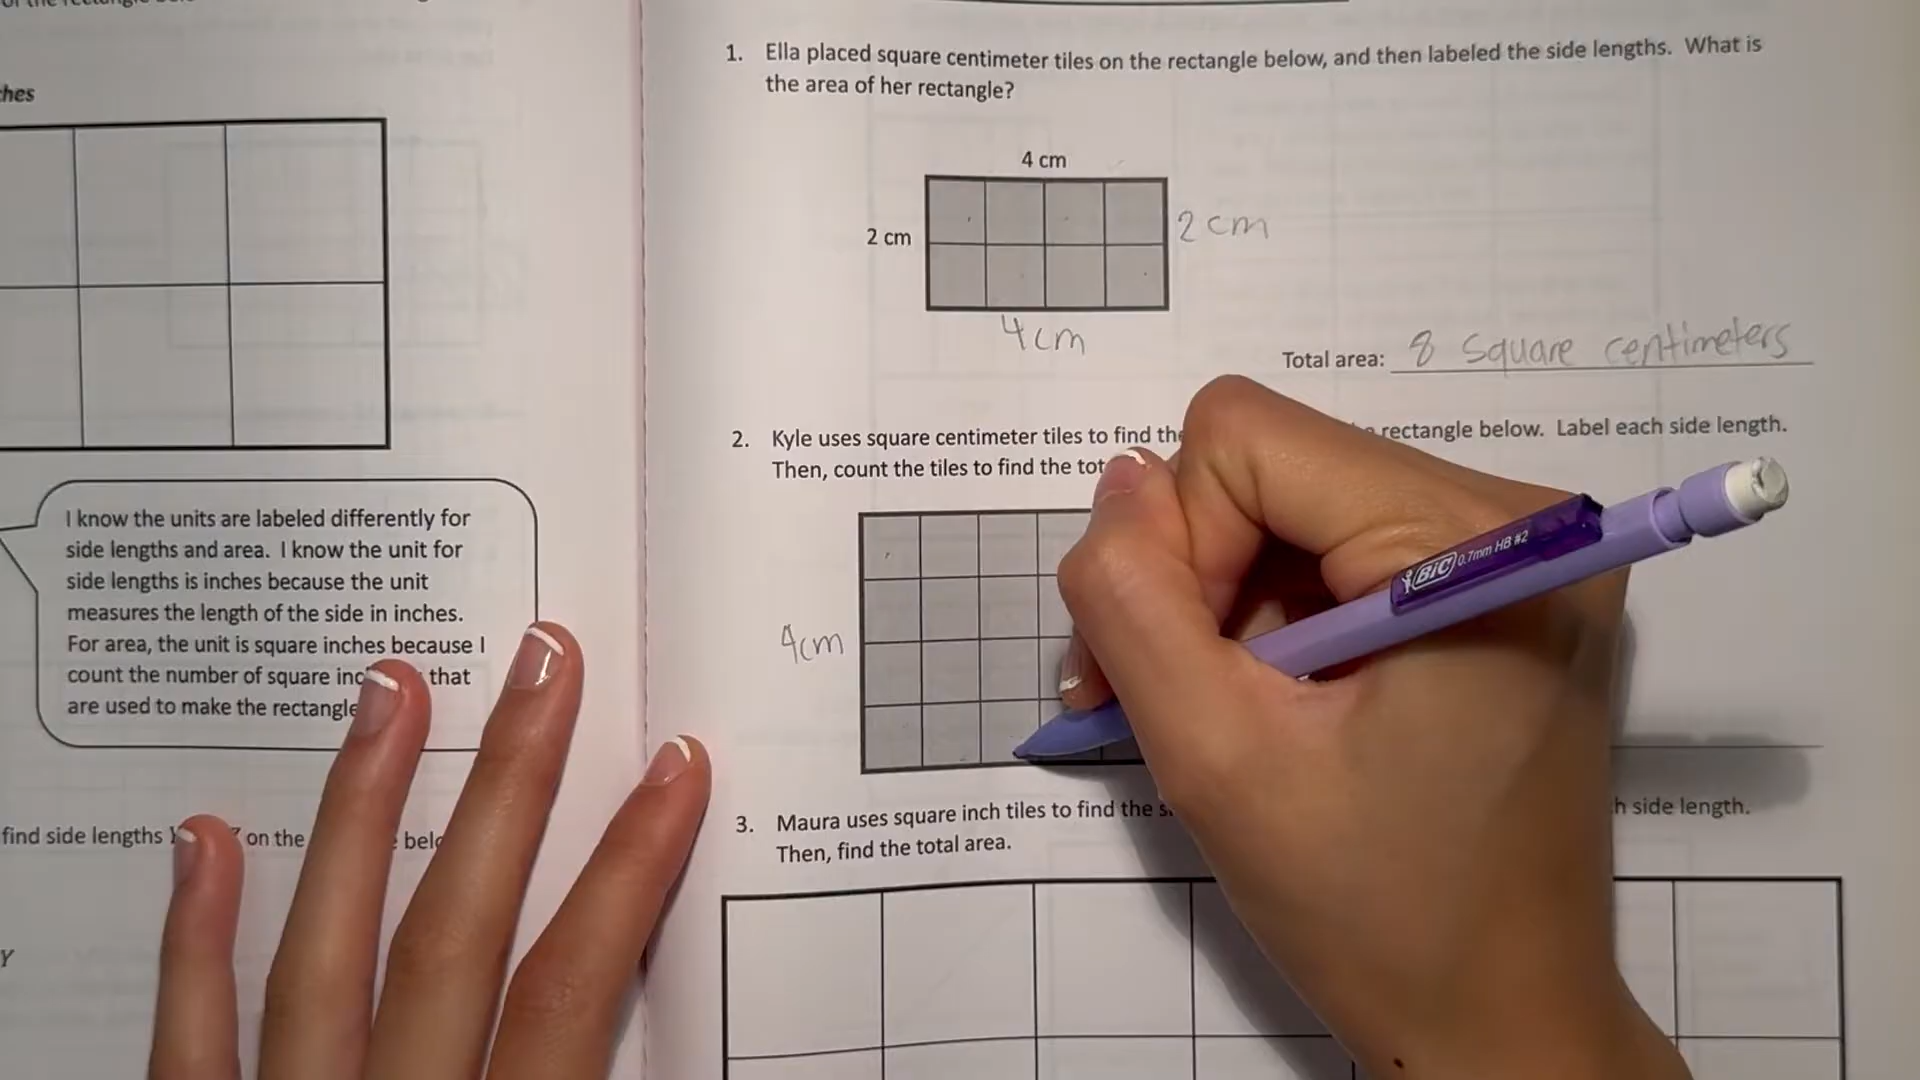 ches
I know the units are labeled differently for
side lengths and area. I know the unit for
side lengths is inches because the unit
measures the length of the side in inches.
For area, the unit is square inches because I
count the number of square that
are used to make the rectangle
find side lengths on the
Y
1. Ella placed square centimeter tiles on the rectangle below, and then labeled the side lengths. What is
the area of her rectangle?
4 cm
2 cm
2 cm
4cm
Total area: 8 square centimeters
2. Kyle uses square centimeter tiles to find the rectangle below. Label each side length.
Then, count the tiles to find the
4cm
BIC 0.7mm HB #2
3. Maura uses square inch tiles to find the side length.
Then, find the total area.